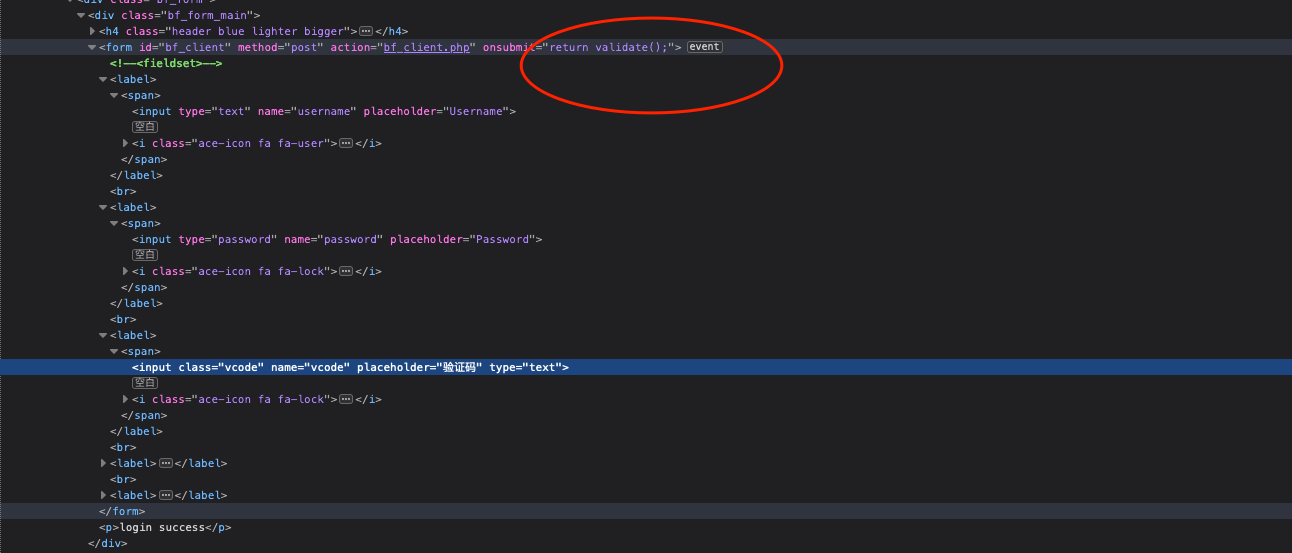 <div class="bf_form">
<div class="bf_form_main">
<h4 class="header blue lighter bigger"></h4>
<form id="bf_client" method="post" action="bf_client.php" onsubmit="return validate();"> event
<!--<fieldset>-->
<label>
<span>
<input type="text" name="username" placeholder="Username">
空白
<i class="ace-icon fa fa-user"></i>
</span>
</label>
<br>
<label>
<span>
<input type="password" name="password" placeholder="Password">
空白
<i class="ace-icon fa fa-lock"></i>
</span>
</label>
<br>
<label>
<span>
<input class="vcode" name="vcode" placeholder="验证码" type="text">
空白
<i class="ace-icon fa fa-lock"></i>
</span>
</label>
<br>
<label></label>
<br>
<label></label>
</form>
<p>login success</p>
</div>